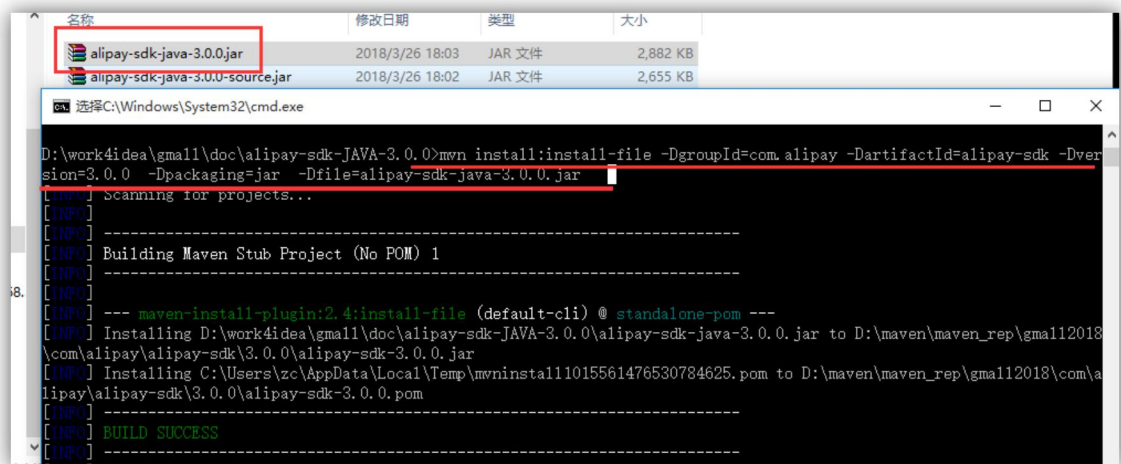 名称 修改日期 类型 大小
alipay-sdk-java-3.0.0.jar 2018/3/26 18:03 JAR 文件 2,882 KB
alipay-sdk-java-3.0.0-source.jar 2018/3/26 18:02 JAR 文件 2,655 KB
选择C:\Windows\System32\cmd.exe
D:\work4idea\gmall\doc\alipay-sdk-JAVA-3.0.0>mvn install:install-file -DgroupId=com.alipay -DartifactId=alipay-sdk -Dver
sion=3.0.0 -Dpackaging=jar -Dfile=alipay-sdk-java-3.0.0.jar
[INFO] Scanning for projects...
[INFO]
[INFO] ------------------------------------------------------------------------
[INFO] Building Maven Stub Project (No POM) 1
[INFO] ------------------------------------------------------------------------
[INFO]
58.
[INFO] --- maven-install-plugin:2.4:install-file (default-cli) @ standalone-pom ---
[INFO] Installing D:\work4idea\gmall\doc\alipay-sdk-JAVA-3.0.0\alipay-sdk-java-3.0.0.jar to D:\maven\maven_rep\gmall2018
\com\alipay\alipay-sdk\3.0.0\alipay-sdk-3.0.0.jar
[INFO] Installing C:\Users\zc\AppData\Local\Temp\mvninstall1015561476530784625.pom to D:\maven\maven_rep\gmall2018\com\a
lipay\alipay-sdk\3.0.0\alipay-sdk-3.0.0.pom
[INFO] ------------------------------------------------------------------------
[INFO] BUILD SUCCESS
[INFO] ------------------------------------------------------------------------